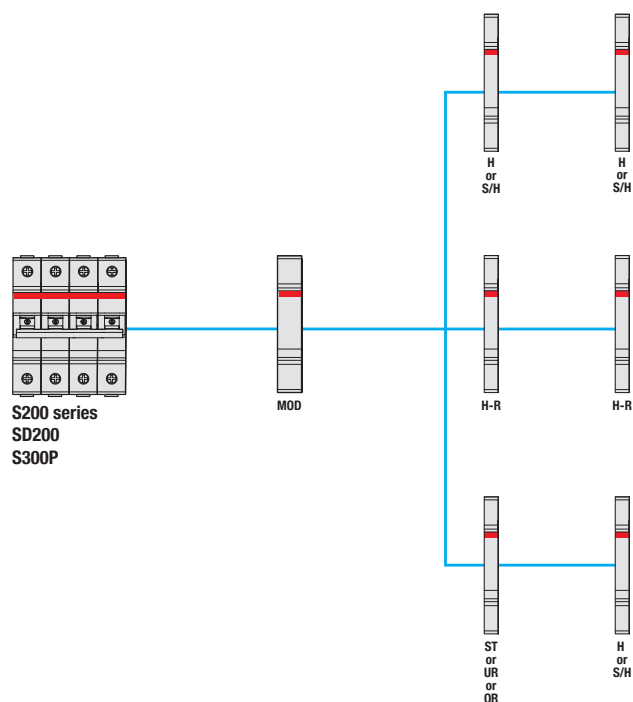 H
or
S/H
H
or
S/H
S200 series
SD200
S300P
MOD
H-R
H-R
ST
or
UR
or
OR
H
or
S/H